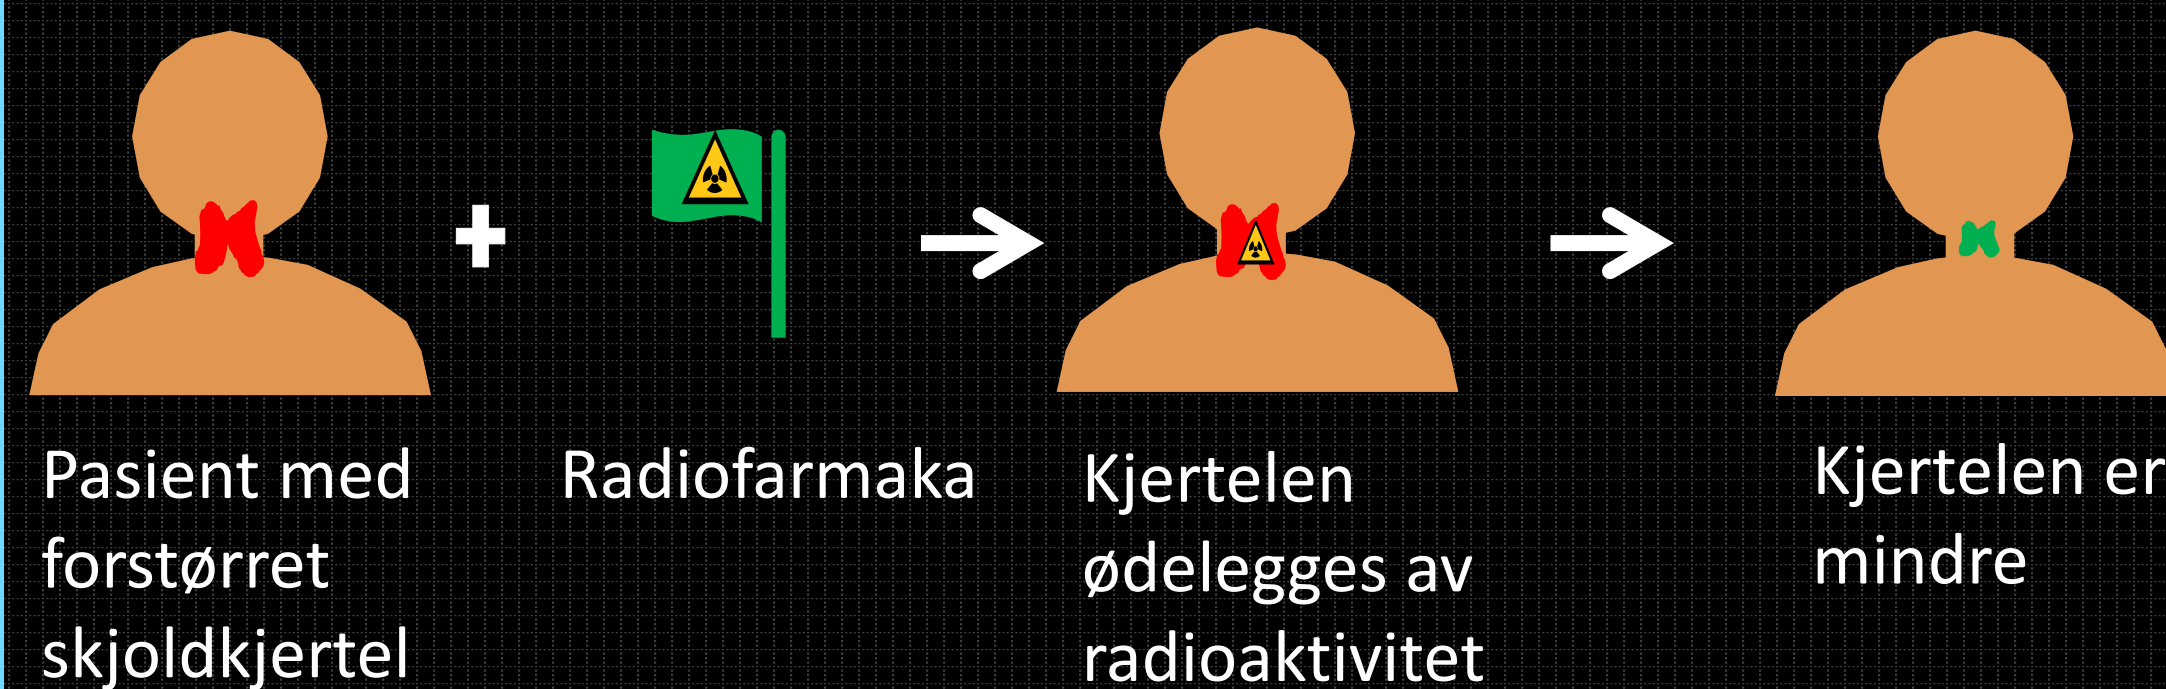 Pasient med
forstørret
skjoldkjertel
Radiofarmaka
Kjertelen
ødelegges av
radioaktivitet
Kjertelen er
mindre